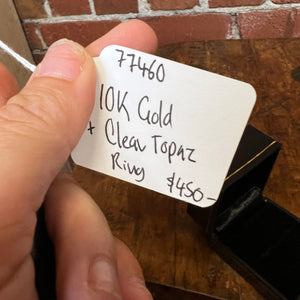 77460
10K Gold
+ Clear Topaz
Ring $450-